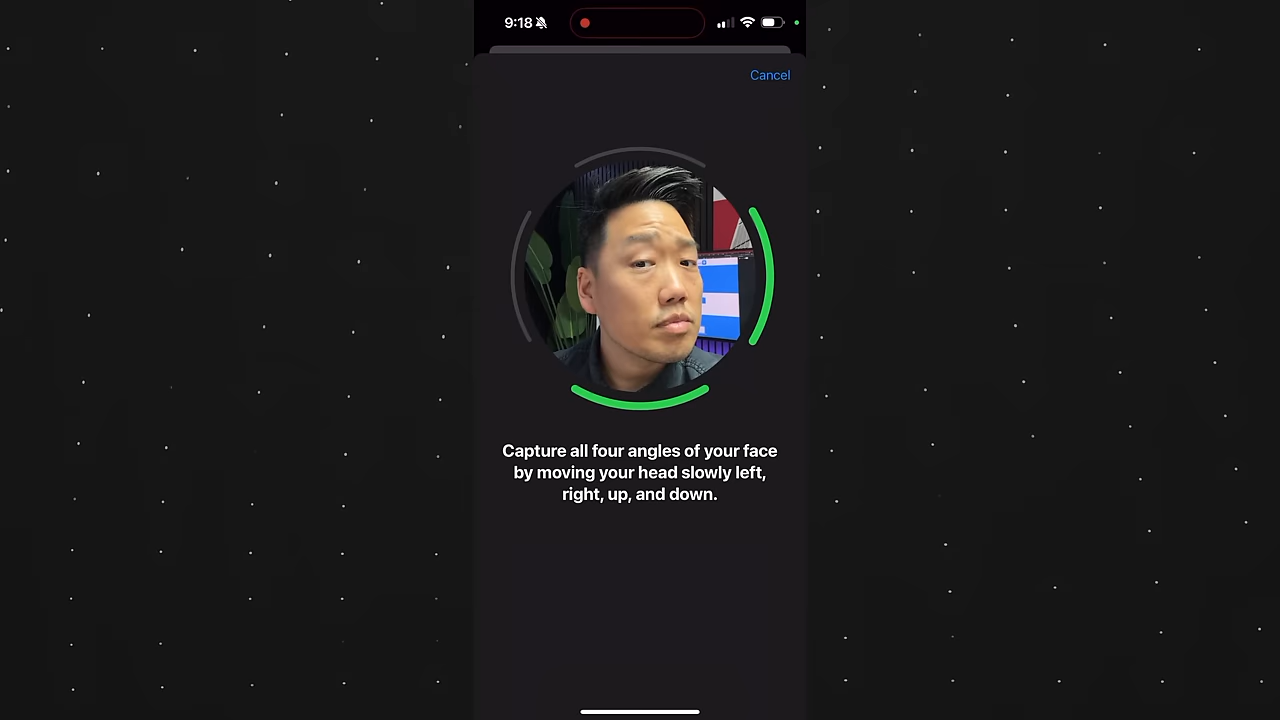 9:18
Cancel
Capture all four angles of your face
by moving your head slowly left,
right, up, and down.